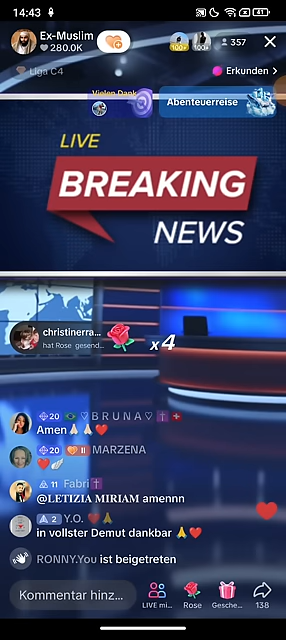 14:43
41
Ex-Muslim
280.0K
100+
100+
357
Liga C4
Erkunden >
Vielen Dank
Abenteuerreise
LIVE
BREAKING
NEWS
christinerra...
hat Rose gesend...
x4
20 ♡ B R U N A ♡ ✝️ 🇨🇭
Amen 🙏🏻 🙏🏻 ❤️
20 II MARZENA
❤️🕊️
11 Fabri✝️
@LETIZIA MIRIAM amennn
2 Y.O. ❤️🙏
in vollster Demut dankbar 🙏❤️
RONNY.You ist beigetreten
Kommentar hinz...
LIVE mi...
Rose
Gesche...
138